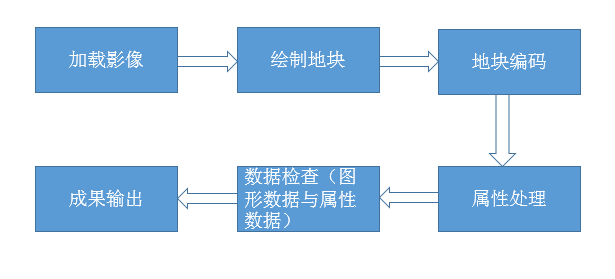 加载影像
绘制地块
地块编码
属性处理
数据检查（图
形数据与属性
数据）
成果输出